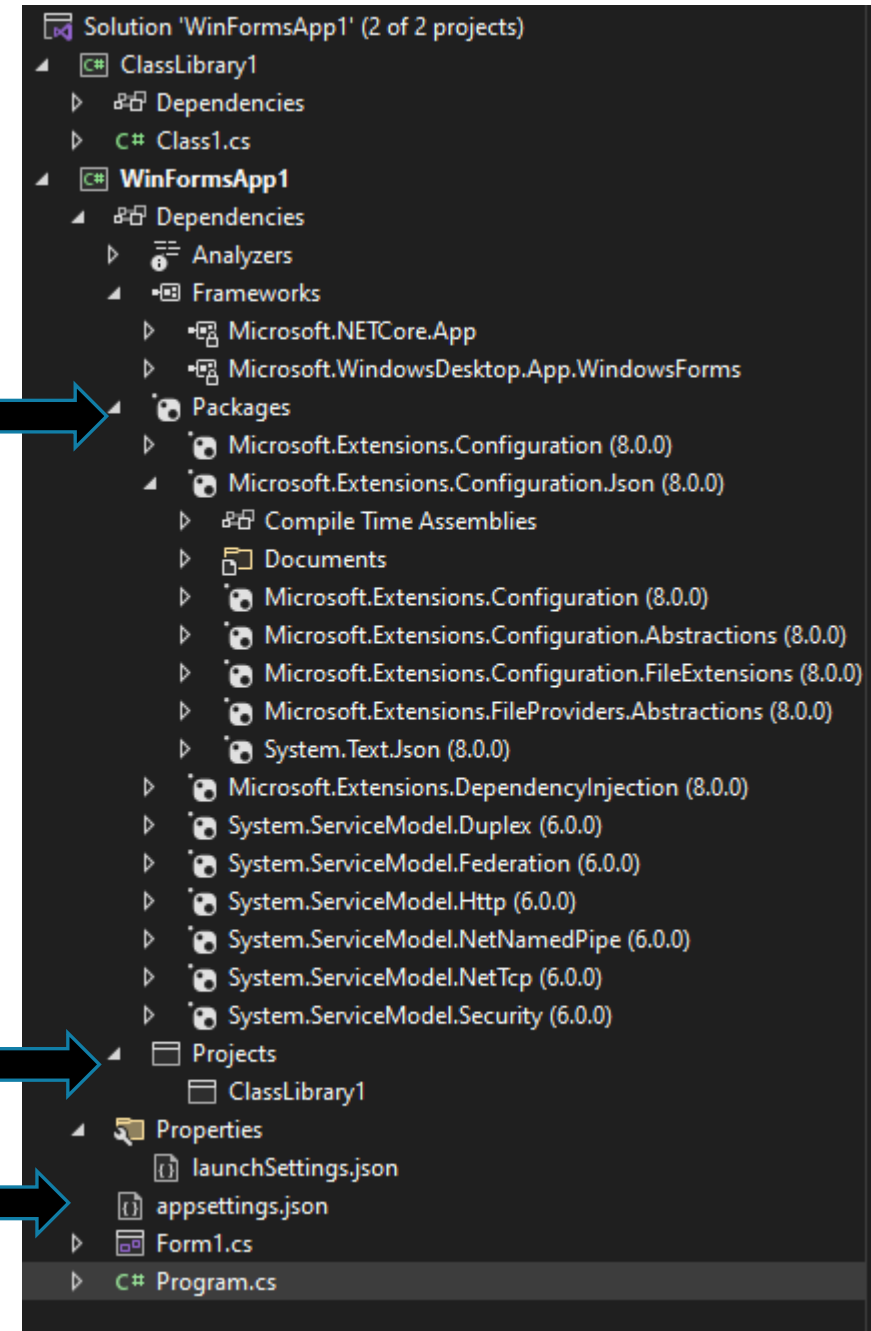 Solution 'WinFormsApp1' (2 of 2 projects)
C# ClassLibrary1
Dependencies
C# Class1.cs
C# WinFormsApp1
Dependencies
Analyzers
Frameworks
Microsoft.NETCore.App
Microsoft.WindowsDesktop.App.WindowsForms
Packages
Microsoft.Extensions.Configuration (8.0.0)
Microsoft.Extensions.Configuration.Json (8.0.0)
Compile Time Assemblies
Documents
Microsoft.Extensions.Configuration (8.0.0)
Microsoft.Extensions.Configuration.Abstractions (8.0.0)
Microsoft.Extensions.Configuration.FileExtensions (8.0.0)
Microsoft.Extensions.FileProviders.Abstractions (8.0.0)
System.Text.Json (8.0.0)
Microsoft.Extensions.DependencyInjection (8.0.0)
System.ServiceModel.Duplex (6.0.0)
System.ServiceModel.Federation (6.0.0)
System.ServiceModel.Http (6.0.0)
System.ServiceModel.NetNamedPipe (6.0.0)
System.ServiceModel.NetTcp (6.0.0)
System.ServiceModel.Security (6.0.0)
Projects
ClassLibrary1
Properties
launchSettings.json
appsettings.json
Form1.cs
C# Program.cs